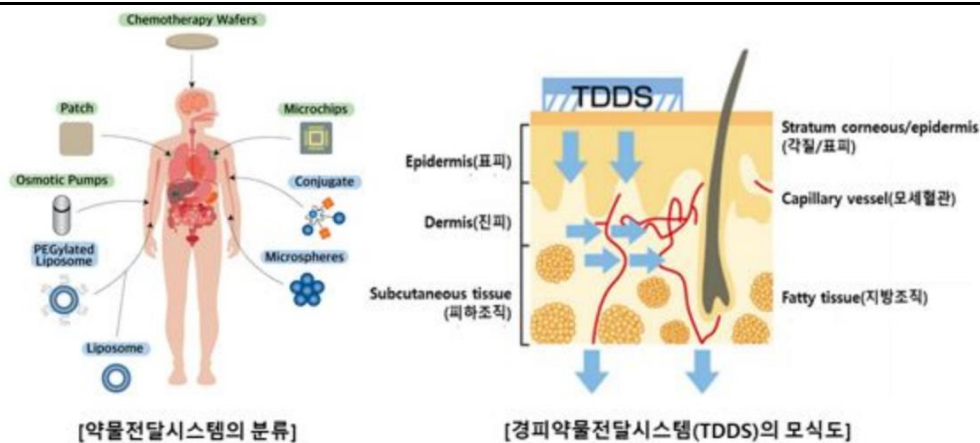 Chemotherapy Wafers
Patch
Microchips
Osmotic Pumps
Conjugate
PEGylated
Liposome
Microspheres
Liposome
[약물전달시스템의 분류]
TDDS
Epidermis(표피)
Dermis(진피)
Subcutaneous tissue
(피하조직)
Stratum corneous/epidermis
(각질/표피)
Capillary vessel(모세혈관)
Fatty tissue(지방조직)
[경피약물전달시스템(TDDS)의 모식도]